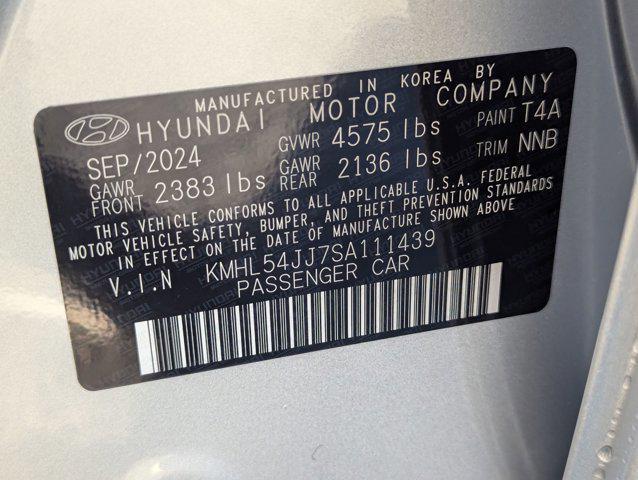 MANUFACTURED IN KOREA BY
HYUNDAI MOTOR COMPANY
SEP/2024 GVWR 4575 lbs PAINT T4A
GAWR FRONT 2383 lbs GAWR REAR 2136 lbs TRIM NNB
THIS VEHICLE CONFORMS TO ALL APPLICABLE U.S.A. FEDERAL
MOTOR VEHICLE SAFETY, BUMPER, AND THEFT PREVENTION STANDARDS
IN EFFECT ON THE DATE OF MANUFACTURE SHOWN ABOVE
V.I.N KMHL54JJ7SA111439
PASSENGER CAR